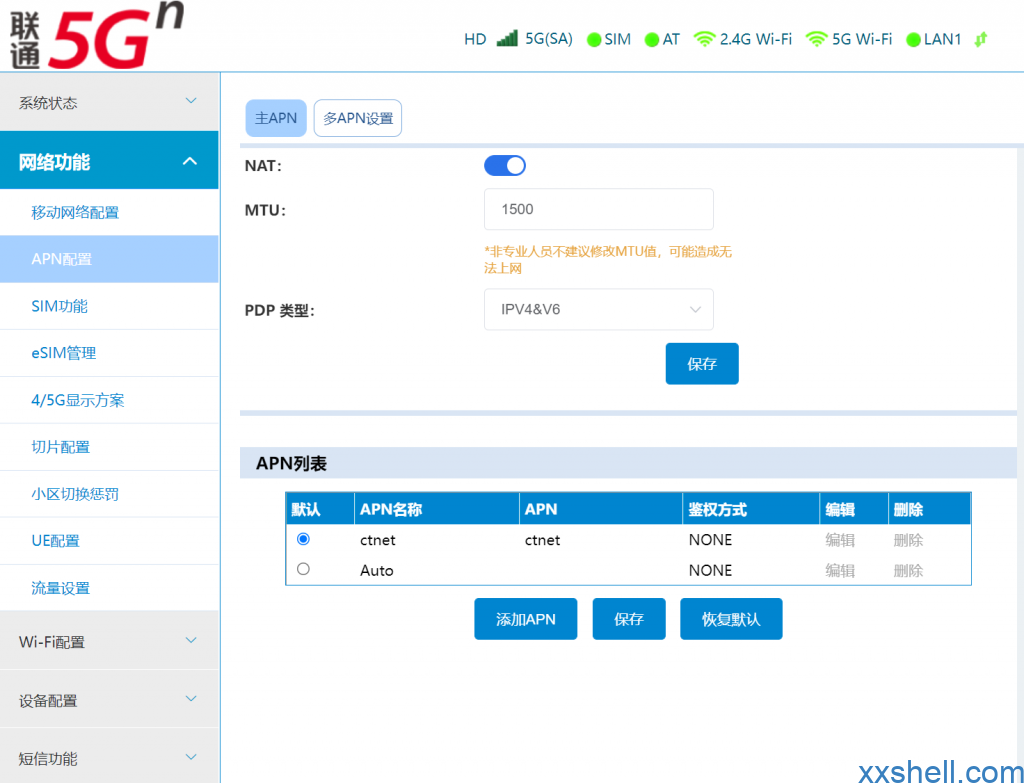 联通 5Gn
HD 5G(SA) SIM AT 2.4G Wi-Fi 5G Wi-Fi LAN1
系统状态
网络功能
移动网络配置
APN配置
SIM功能
eSIM管理
4/5G显示方案
切片配置
小区切换惩罚
UE配置
流量设置
Wi-Fi配置
设备配置
短信功能
主APN 多APN设置
NAT:
MTU: 1500
*非专业人员不建议修改MTU值，可能造成无
法上网
PDP 类型: IPV4&V6
保存
APN列表
默认 APN名称 APN 鉴权方式 编辑 删除
ctnet ctnet NONE 编辑 删除
Auto NONE 编辑 删除
添加APN 保存 恢复默认
xxshell.com